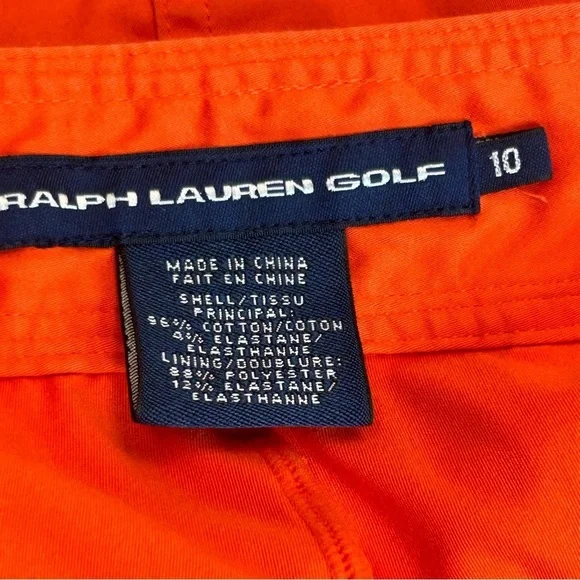 RALPH LAUREN GOLF
10
MADE IN CHINA
FAIT EN CHINE
SHELL/TISSU
PRINCIPAL:
96% COTTON/COTON
4% ELASTANE/
ELASTHANNE
LINING/DOUBLURE:
88% POLYESTER
12% ELASTANE/
ELASTHANNE